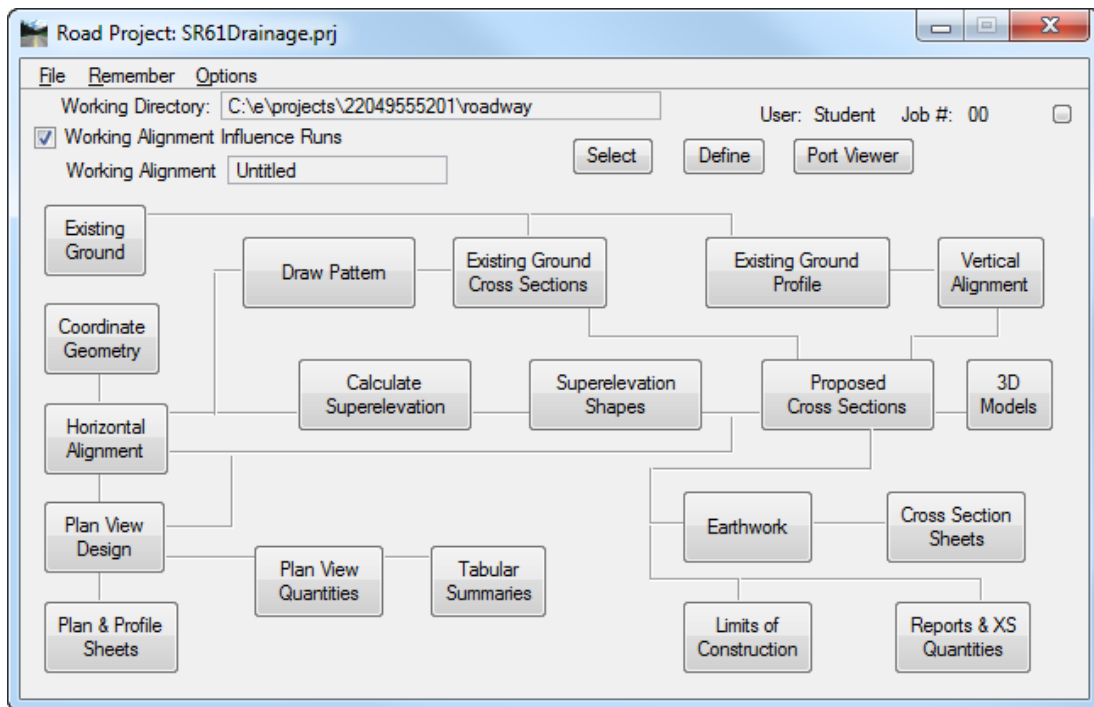 Road Project: SR61Drainage.prj
File Remember Options
Working Directory: C:\e\projects\22049555201\roadway
User: Student Job #: 00
Working Alignment Influence Runs
Select Define Port Viewer
Working Alignment Untitled
Existing
Ground
Draw Pattern
Existing Ground
Cross Sections
Existing Ground
Profile
Vertical
Alignment
Coordinate
Geometry
Calculate
Superelevation
Superelevation
Shapes
Proposed
Cross Sections
3D
Models
Horizontal
Alignment
Plan View
Design
Earthwork
Cross Section
Sheets
Plan View
Quantities
Tabular
Summaries
Plan & Profile
Sheets
Limits of
Construction
Reports & XS
Quantities